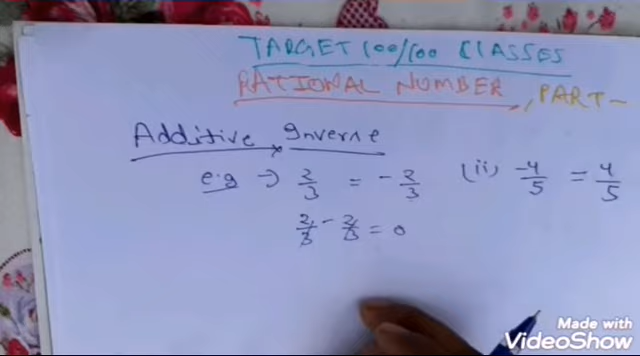 TARGET 100/100 CLASSES
RATIONAL NUMBER, PART-
Additive Inverse
e.g → 2/3 = -2/3 (ii) -4/5 = 4/5
2/3 - 2/3 = 0
Made with
VideoShow